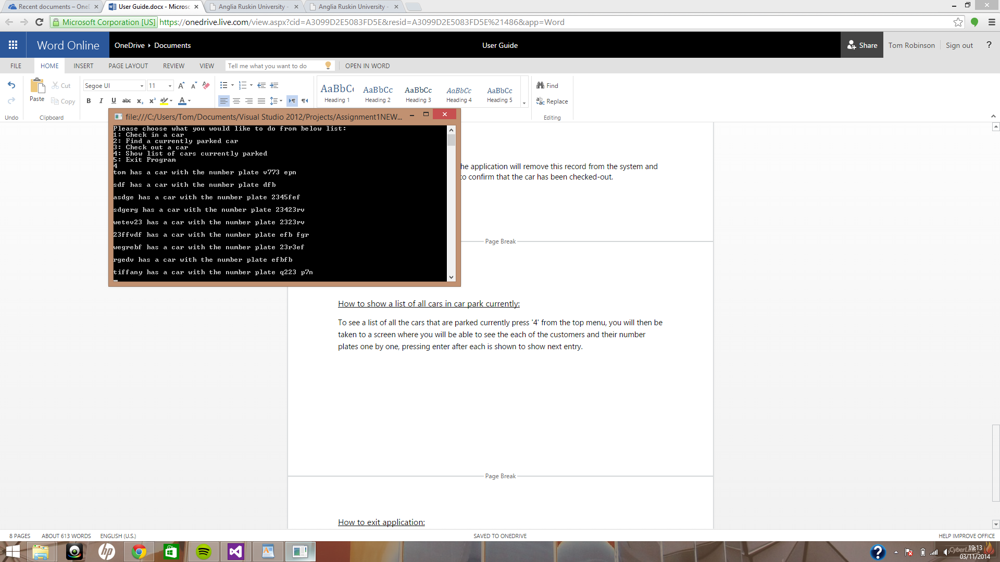 Recent documents – OneD
User Guide.docx - Microsc
Anglia Ruskin University -
Anglia Ruskin University -
Microsoft Corporation [US]
https://onedrive.live.com/view.aspx?cid=A3099D2E5083FD5E&resid=A3099D2E5083FD5E%21486&app=Word
Word Online
OneDrive
Documents
User Guide
Share
Tom Robinson
Sign out
?
FILE
HOME
INSERT
PAGE LAYOUT
REVIEW
VIEW
Tell me what you want to do
OPEN IN WORD
Undo
Paste
Cut
Copy
Clipboard
Segoe UI
11
B I U abc x₂ x² ab A
AaBbCc Heading 1
AaBbCc Heading 2
AaBbCc Heading 3
AaBbCc Heading 4
AaBbCc Heading 5
Find
Replace
Editing
file:///C:/Users/Tom/Documents/Visual Studio 2012/Projects/Assignment1NEW...
Please choose what you would like to do from below list:
1: Check in a car
2: Find a currently parked car
3: Check out a car
4: Show list of cars currently parked
5: Exit Program
4
tom has a car with the number plate v773 epn
sdf has a car with the number plate dfb
asdge has a car with the number plate 2345fef
sdgerg has a car with the number plate 23423rv
wetev23 has a car with the number plate 2323rv
23ffvdf has a car with the number plate efb fgr
wegrebf has a car with the number plate 23r3ef
rgedv has a car with the number plate efbfb
tiffany has a car with the number plate q223 p7n
he application will remove this record from the system and
to confirm that the car has been checked-out.
Page Break
How to show a list of all cars in car park currently:
To see a list of all the cars that are parked currently press '4' from the top menu, you will then be
taken to a screen where you will be able to see the each of the customers and their number
plates one by one, pressing enter after each is shown to show next entry.
Page Break
How to exit application:
8 PAGES
ABOUT 613 WORDS
ENGLISH (U.S.)
SAVED TO ONEDRIVE
HELP IMPROVE OFFICE
hp
?
CyberLink
19:13
03/11/2014